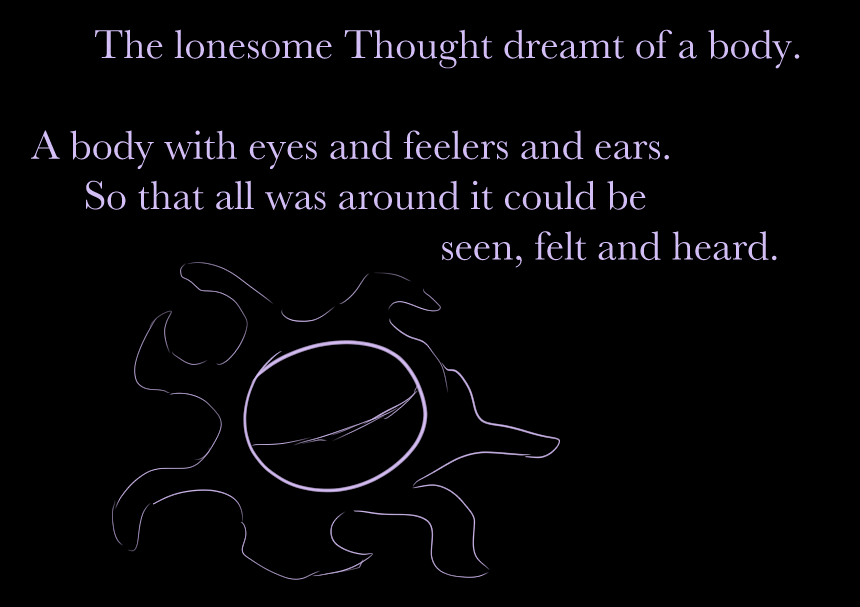 The lonesome Thought dreamt of a body.
A body with eyes and feelers and ears.
So that all was around it could be
seen, felt and heard.